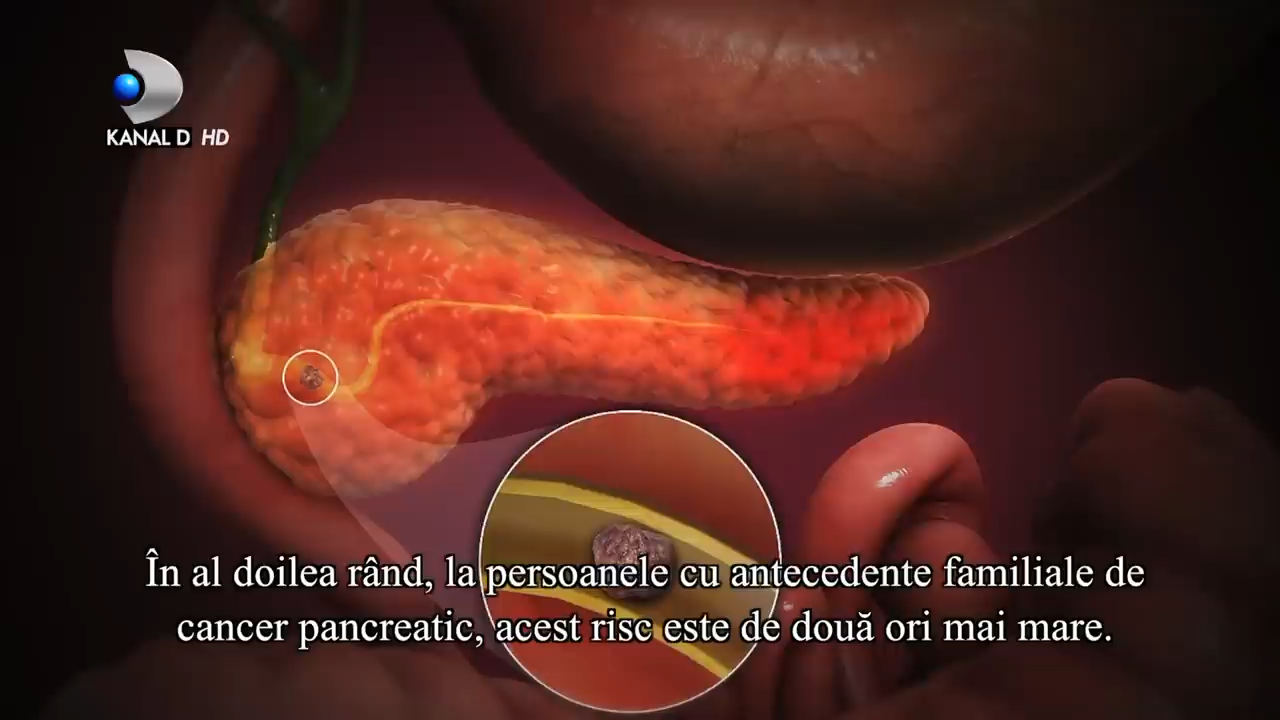 KANAL D HD
În al doilea rând, la persoanele cu antecedente familiale de
cancer pancreatic, acest risc este de două ori mai mare.